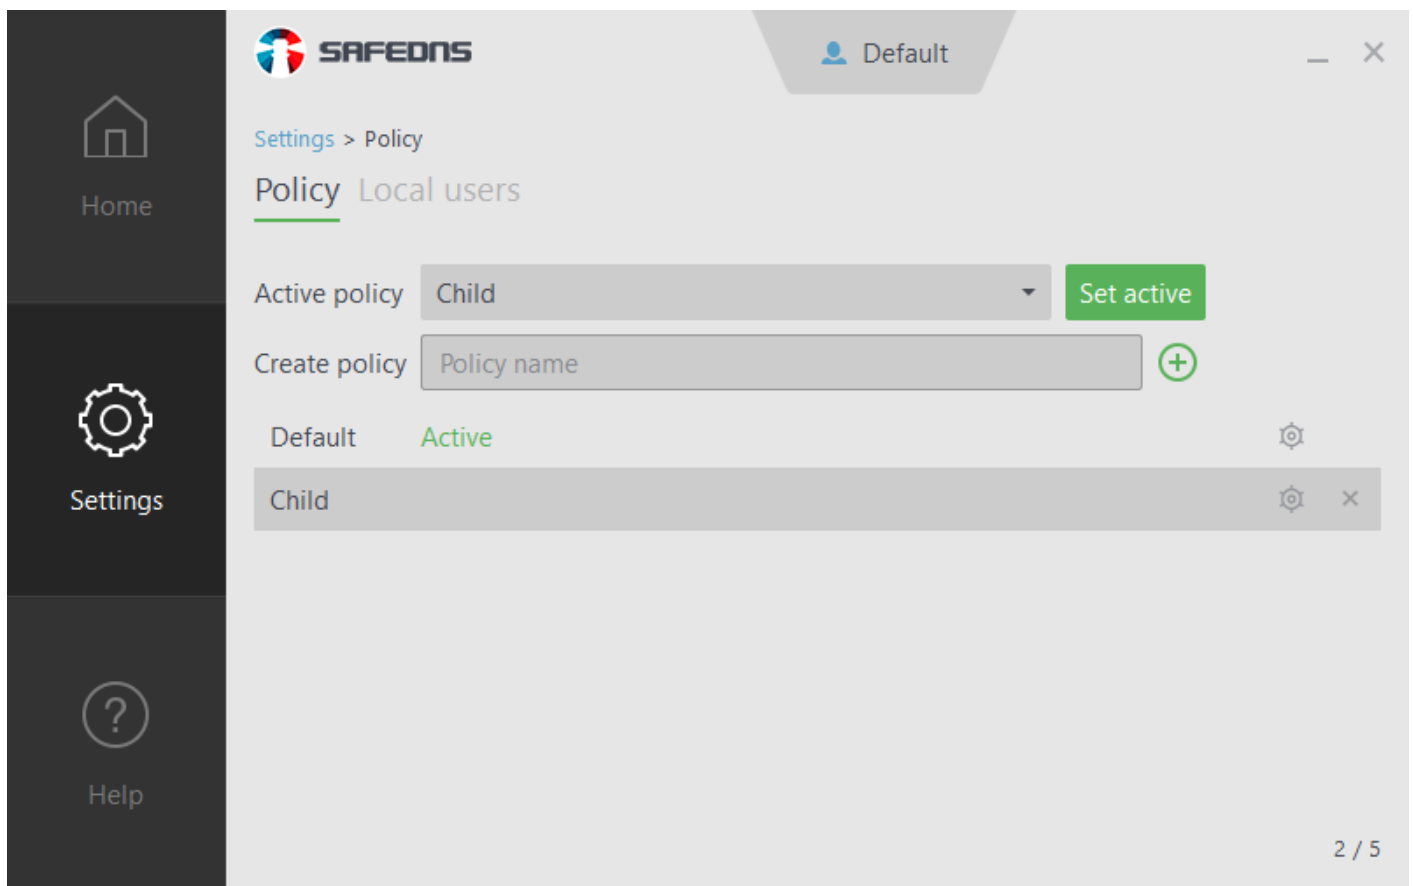 SAFEDNS
Default
Settings > Policy
Policy Local users
Active policy Child Set active
Create policy Policy name
Default Active
Child
Home
Settings
Help
2 / 5